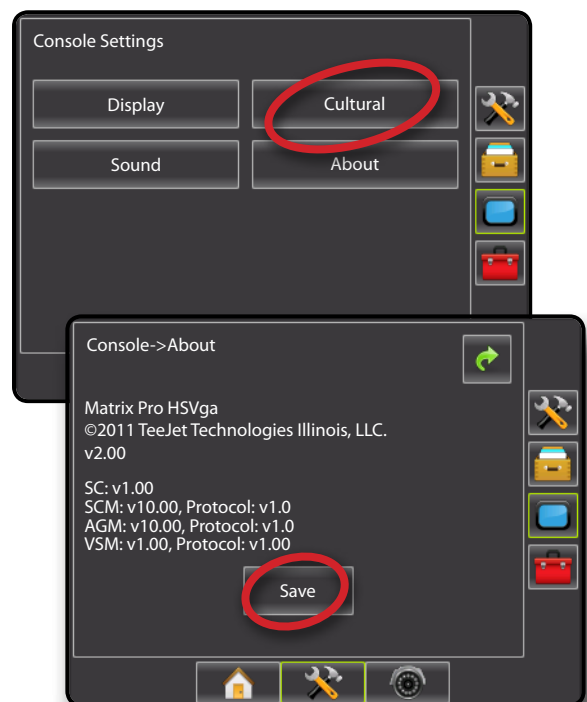 Console Settings
Display
Cultural
Sound
About
Console->About
Matrix Pro HSVga
©2011 TeeJet Technologies Illinois, LLC.
v2.00
SC: v1.00
SCM: v10.00, Protocol: v1.0
AGM: v10.00, Protocol: v1.0
VSM: v1.00, Protocol: v1.00
Save